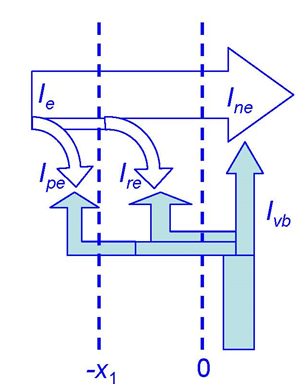 Ie Ine
Ipe Ire
Ivb
-x1 0